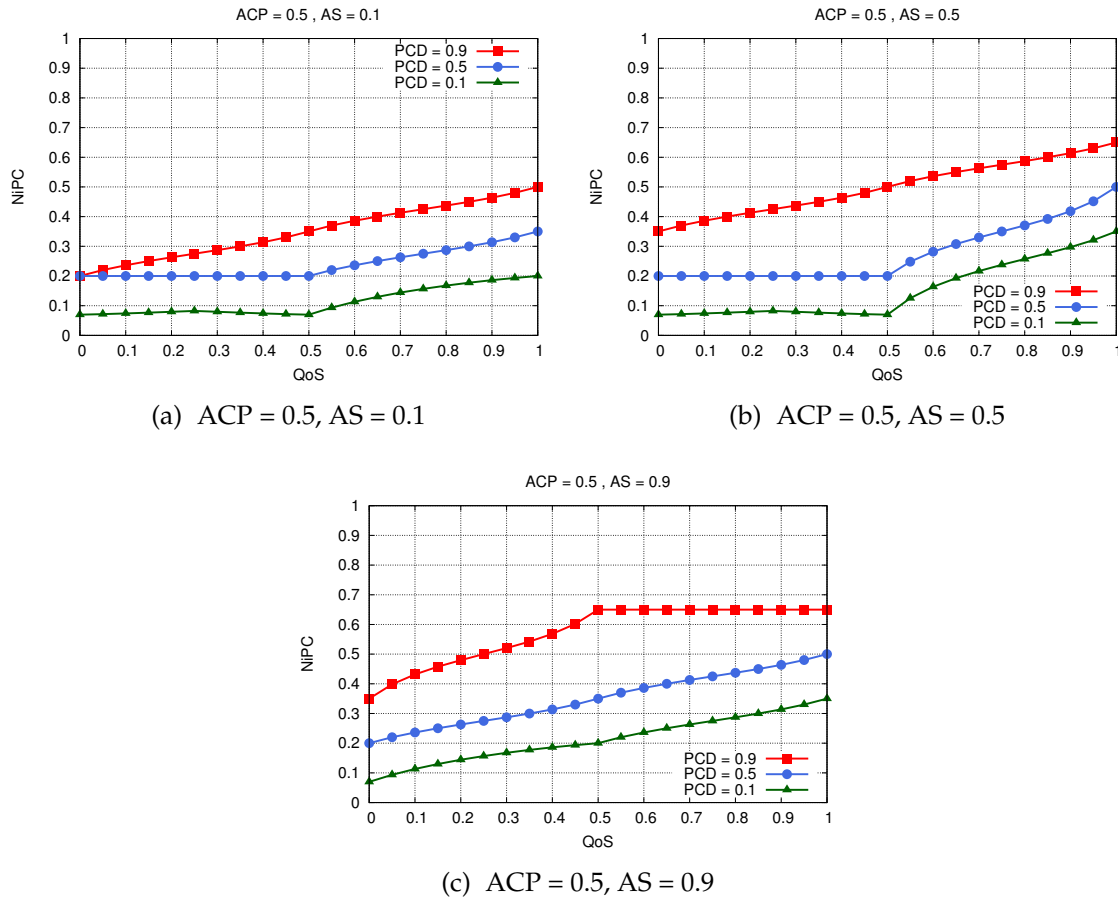 ACP = 0.5 , AS = 0.1
1
0.9
0.8
0.7
0.6
0.5
0.4
0.3
0.2
0.1
0
NiPC
PCD = 0.9
PCD = 0.5
PCD = 0.1
0 0.1 0.2 0.3 0.4 0.5 0.6 0.7 0.8 0.9 1
QoS
(a) ACP = 0.5, AS = 0.1
ACP = 0.5 , AS = 0.5
1
0.9
0.8
0.7
0.6
0.5
0.4
0.3
0.2
0.1
0
NiPC
PCD = 0.9
PCD = 0.5
PCD = 0.1
0 0.1 0.2 0.3 0.4 0.5 0.6 0.7 0.8 0.9 1
QoS
(b) ACP = 0.5, AS = 0.5
ACP = 0.5 , AS = 0.9
1
0.9
0.8
0.7
0.6
0.5
0.4
0.3
0.2
0.1
0
NiPC
PCD = 0.9
PCD = 0.5
PCD = 0.1
0 0.1 0.2 0.3 0.4 0.5 0.6 0.7 0.8 0.9 1
QoS
(c) ACP = 0.5, AS = 0.9